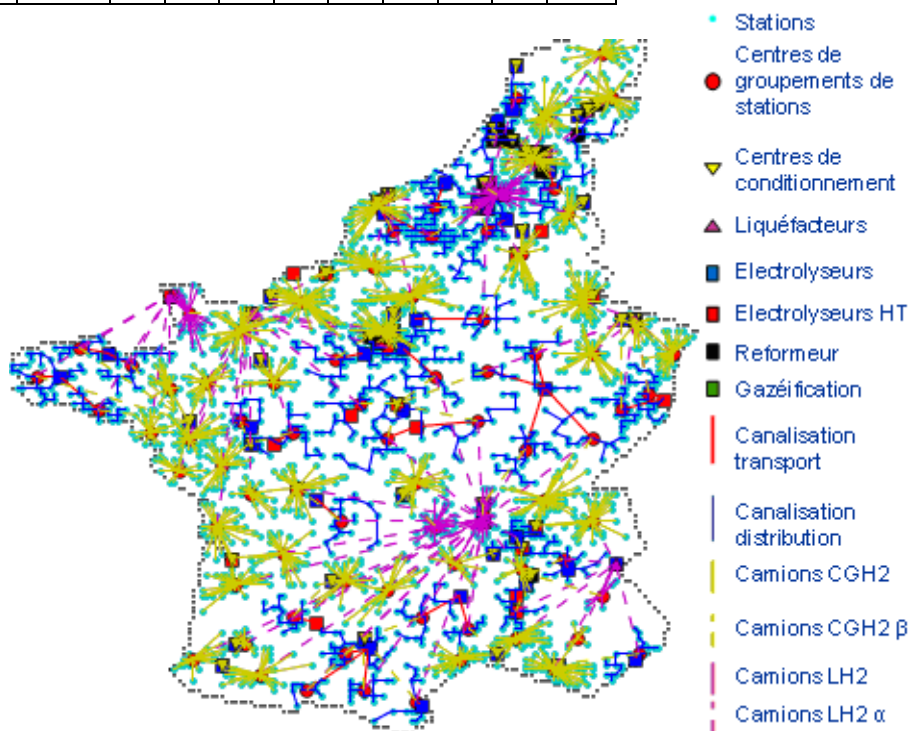 Stations
Centres de
groupements de
stations
Centres de
conditionnement
Liquéfacteurs
Electrolyseurs
Electrolyseurs HT
Reformeur
Gazéification
Canalisation
transport
Canalisation
distribution
Camions CGH2
Camions CGH2 β
Camions LH2
Camions LH2 α